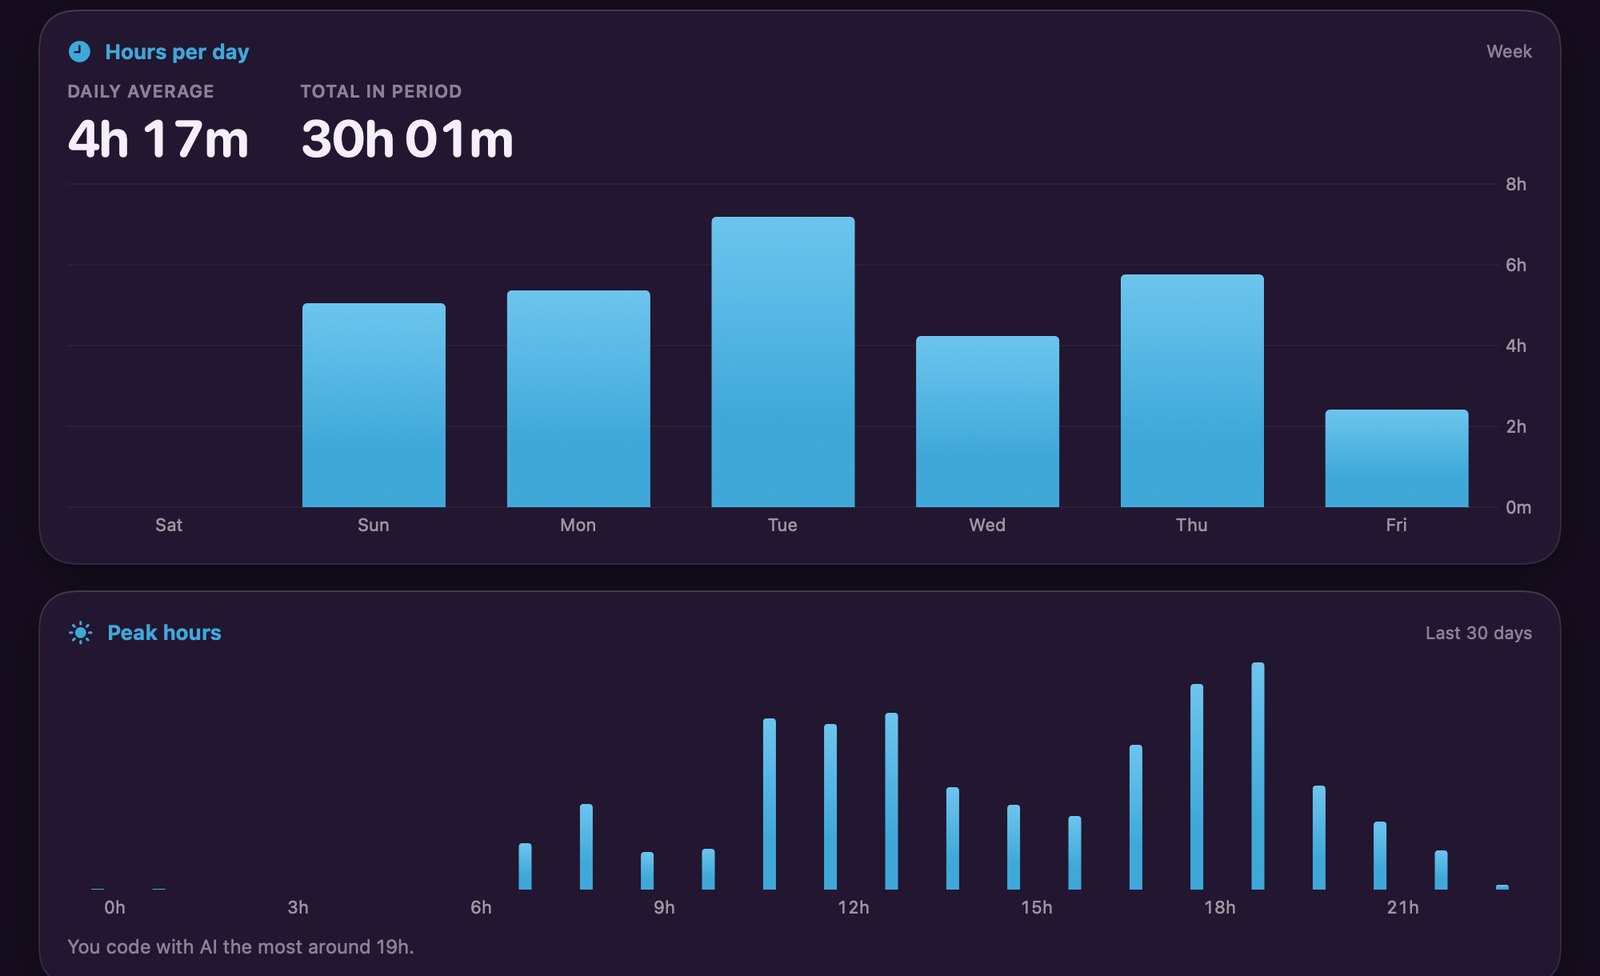 Hours per day
Week
DAILY AVERAGE
TOTAL IN PERIOD
4h 17m
30h 01m
8h
6h
4h
2h
0m
Sat Sun Mon Tue Wed Thu Fri
Peak hours
Last 30 days
0h 3h 6h 9h 12h 15h 18h 21h
You code with AI the most around 19h.